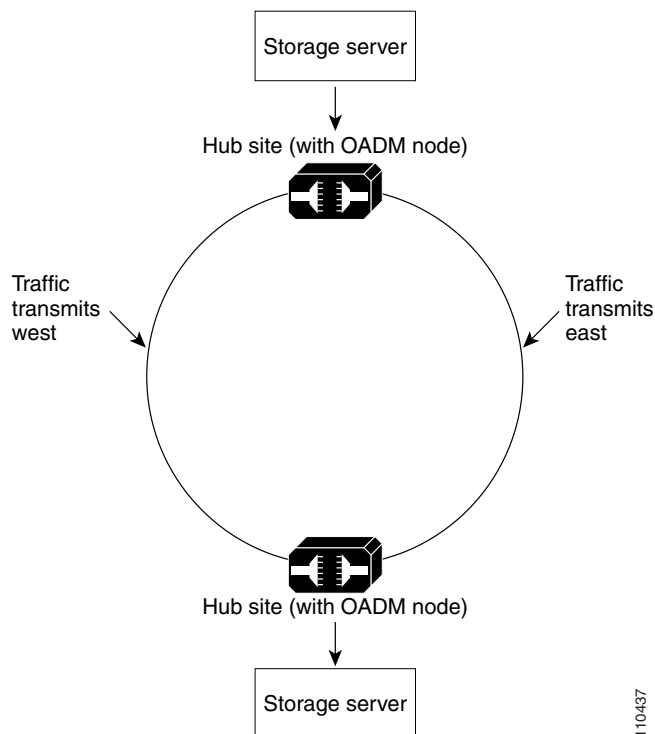 Storage server
Hub site (with OADM node)
Traffic
transmits
west
Traffic
transmits
east
Hub site (with OADM node)
Storage server
110437